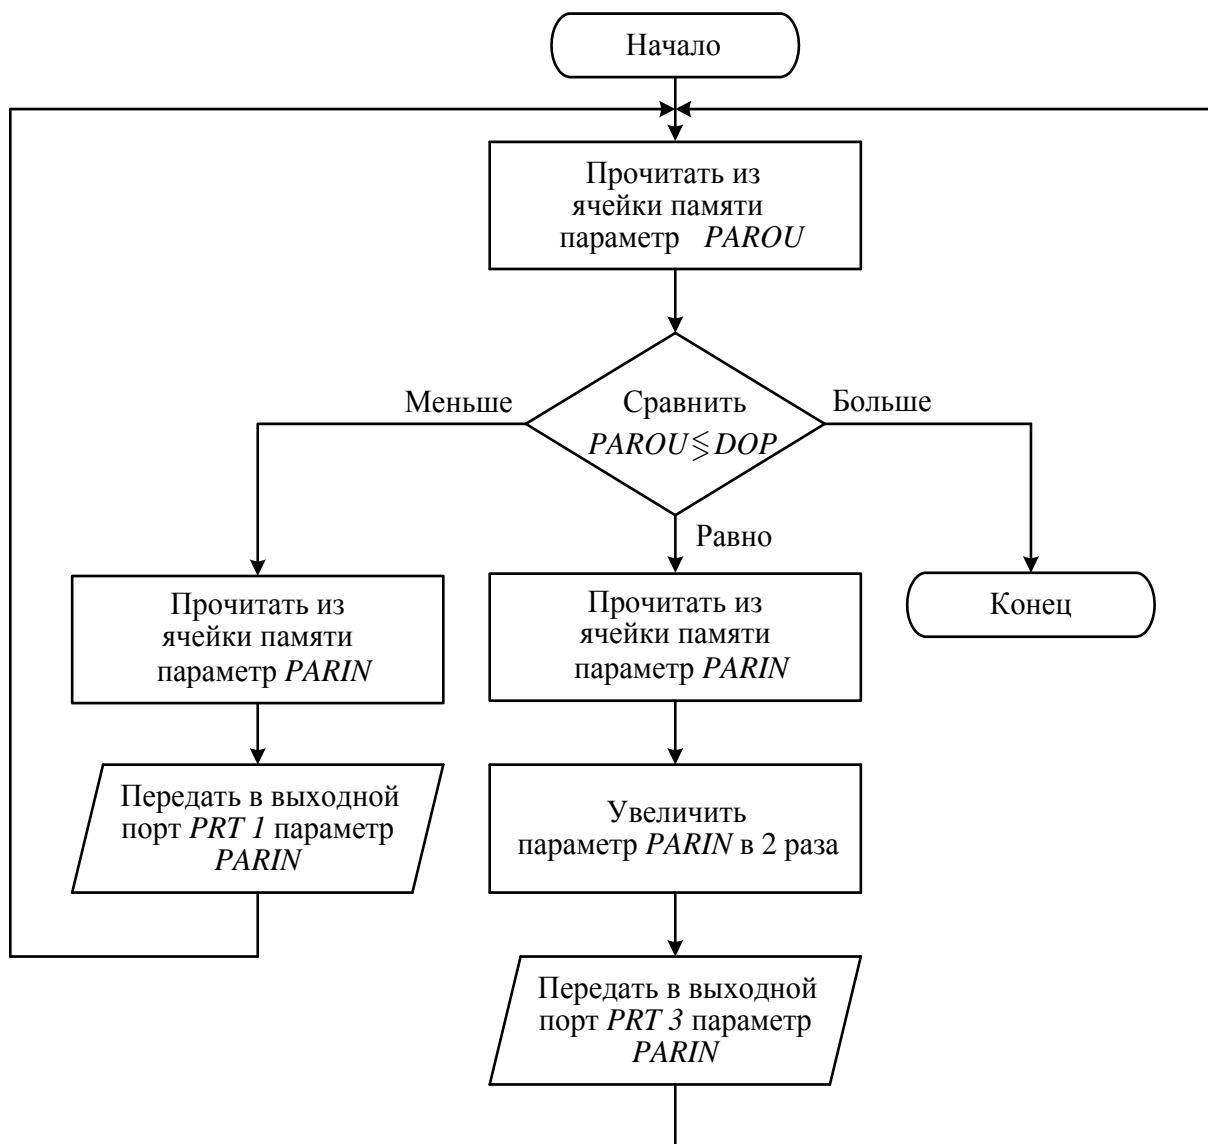 Начало
Прочитать из
ячейки памяти
параметр PAROU
Меньше
Сравнить
PAROU≶DOP
Больше
Равно
Прочитать из
ячейки памяти
параметр PARIN
Прочитать из
ячейки памяти
параметр PARIN
Конец
Передать в выходной
порт PRT 1 параметр
PARIN
Увеличить
параметр PARIN в 2 раза
Передать в выходной
порт PRT 3 параметр
PARIN